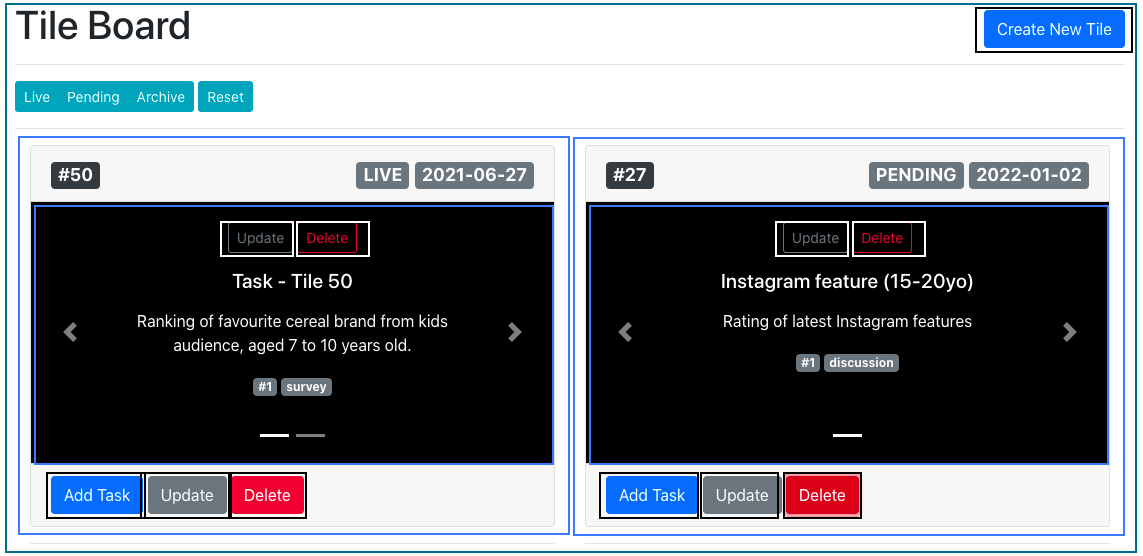 Tile Board
Create New Tile
Live Pending Archive Reset
#50 LIVE 2021-06-27
Update Delete
Task - Tile 50
Ranking of favourite cereal brand from kids
audience, aged 7 to 10 years old.
#1 survey
Add Task Update Delete
#27 PENDING 2022-01-02
Update Delete
Instagram feature (15-20yo)
Rating of latest Instagram features
#1 discussion
Add Task Update Delete